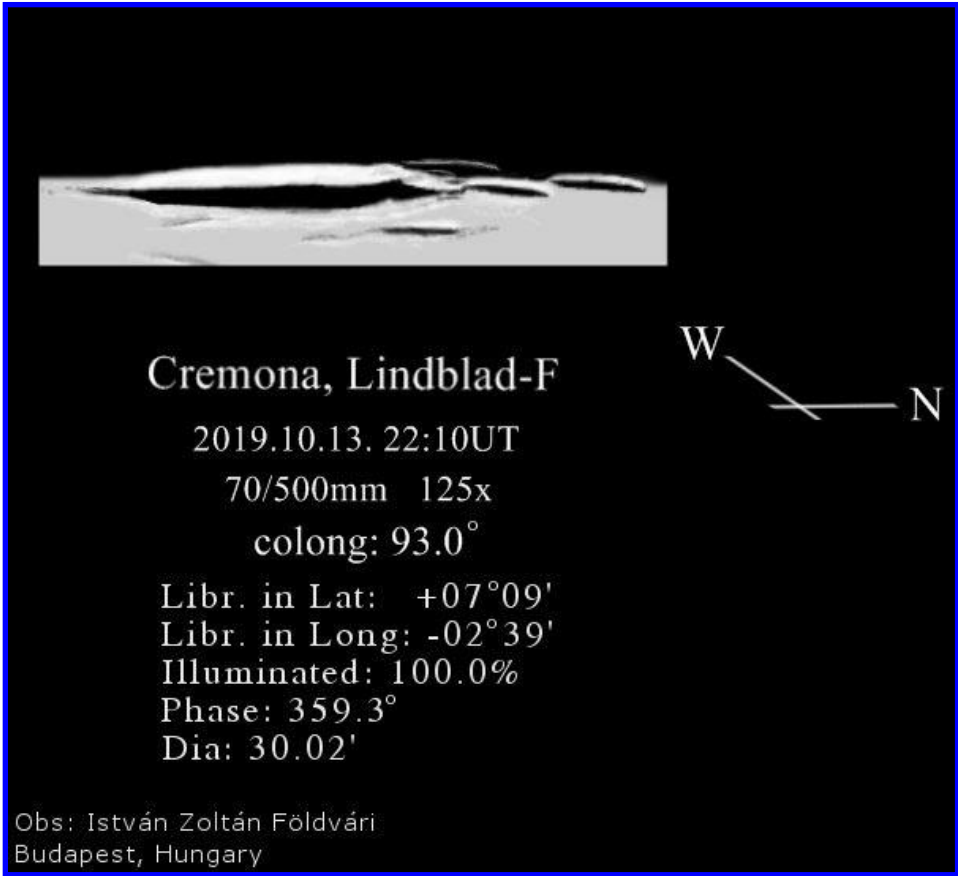 W
N
Cremona, Lindblad-F
2019.10.13. 22:10UT
70/500mm 125x
colong: 93.0°
Libr. in Lat: +07°09'
Libr. in Long: -02°39'
Illuminated: 100.0%
Phase: 359.3°
Dia: 30.02'
Obs: István Zoltán Földvári
Budapest, Hungary